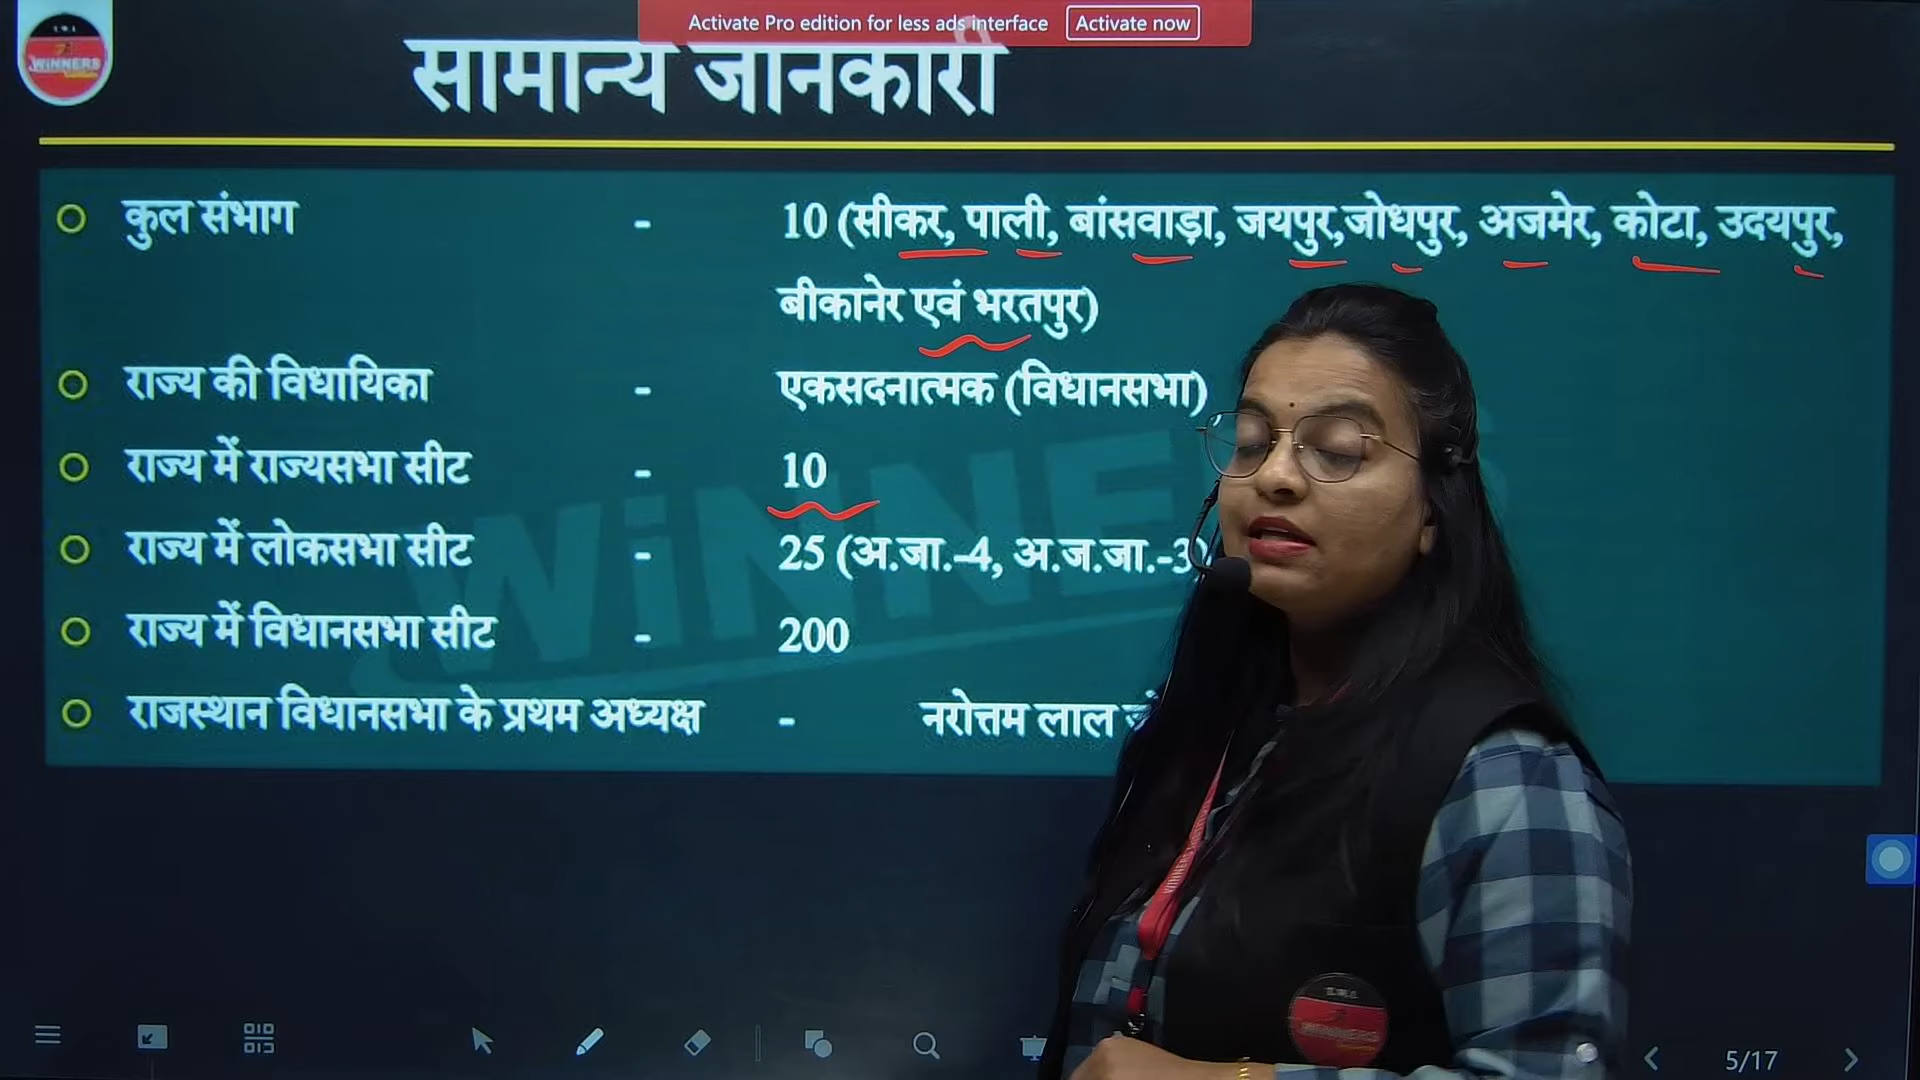 Activate Pro edition for less ads interface Activate now
WiNNERS
सामान्य जानकारी
कुल संभाग - 10 (सीकर, पाली, बांसवाड़ा, जयपुर,जोधपुर, अजमेर, कोटा, उदयपुर,
बीकानेर एवं भरतपुर)
राज्य की विधायिका - एकसदनात्मक (विधानसभा)
राज्य में राज्यसभा सीट - 10
राज्य में लोकसभा सीट - 25 (अ.जा.-4, अ.ज.जा.-3)
राज्य में विधानसभा सीट - 200
राजस्थान विधानसभा के प्रथम अध्यक्ष - नरोत्तम लाल
WiNNE
WINNERS
5/17